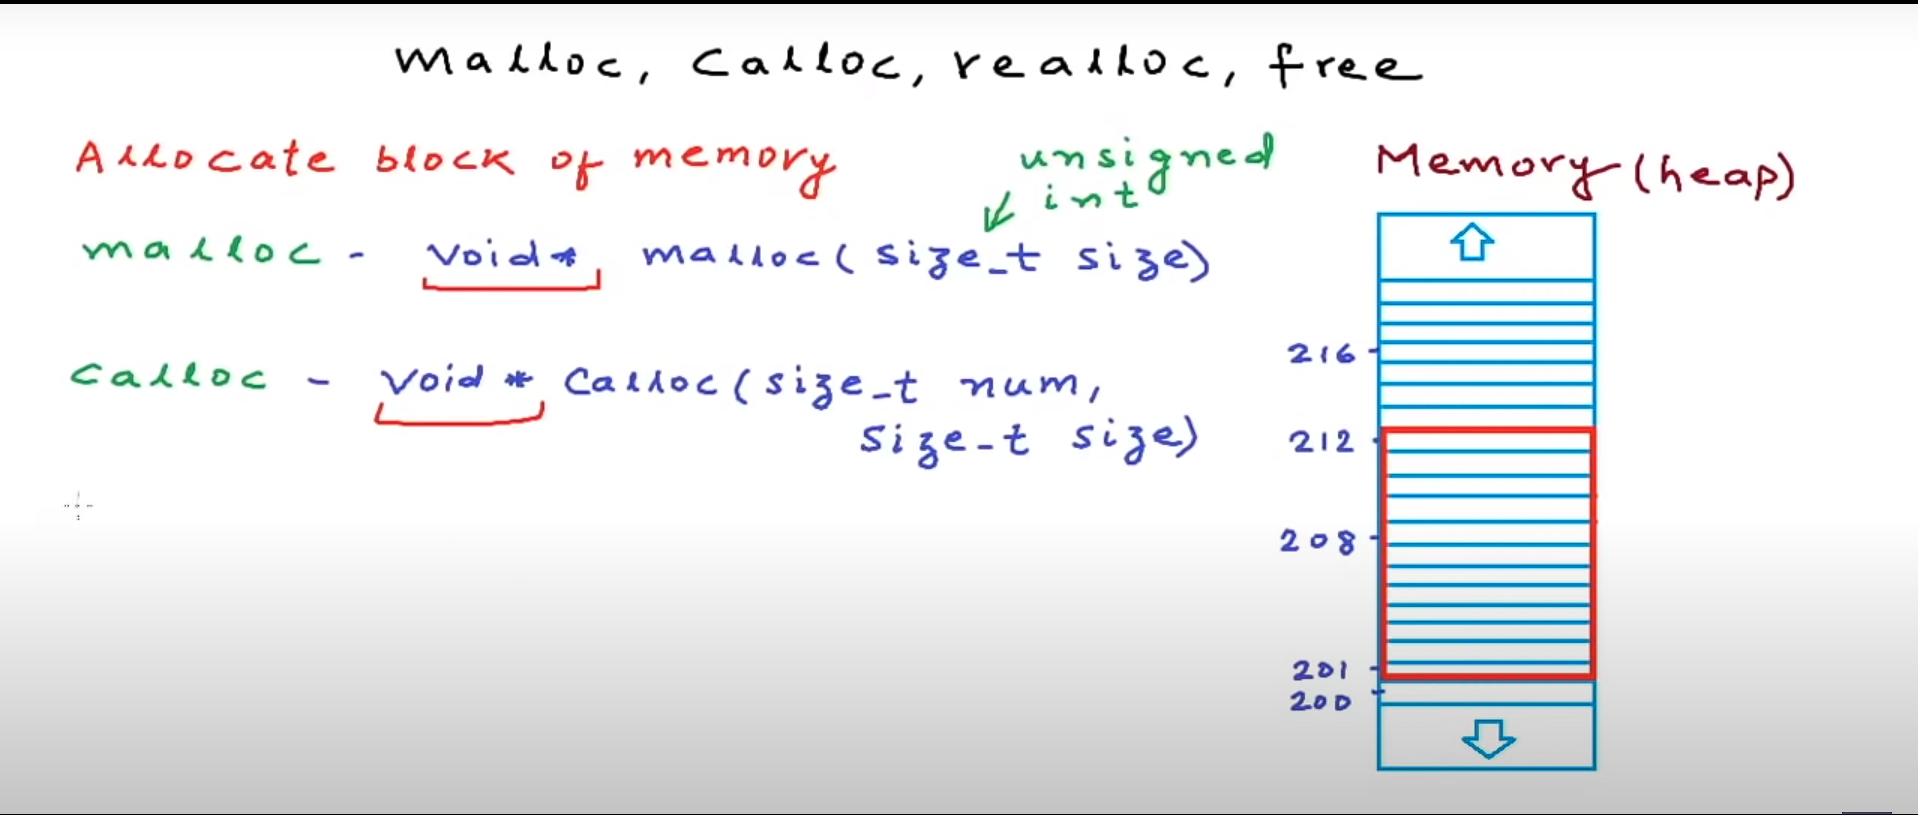 malloc, calloc, realloc, free
Allocate block of memory
unsigned
int
malloc - void* malloc(size_t size)
calloc - void* calloc(size_t num,
size_t size)
Memory (heap)
216
212
208
201
200